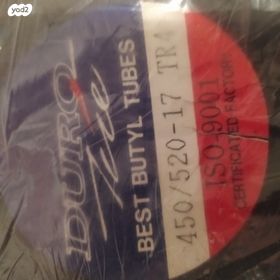 yad2
DURO
Tire
BEST BUTYL TUBES
450/520-17 TR4
ISO-9001
CERTIFICATED FACTORY